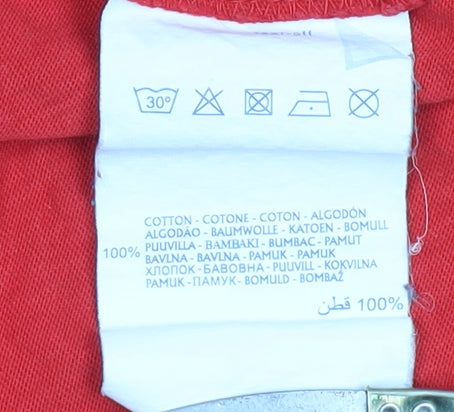 30°
COTTON - COTONE - COTON - ALGODÓN
ALGODÃO - BAUMWOLLE - KATOEN - BOMULL
100% PUUVILLA - BAMBAKI - BUMBAC - PAMUT
BAVLNA - BAVLNA - PAMUK - PAMUK
ХЛОПОК - БАВОВНА - PUUVILL - KOKVILNA
PAMUK - ПАМУК - BOMULD - BOMBAŽ
100% قطن